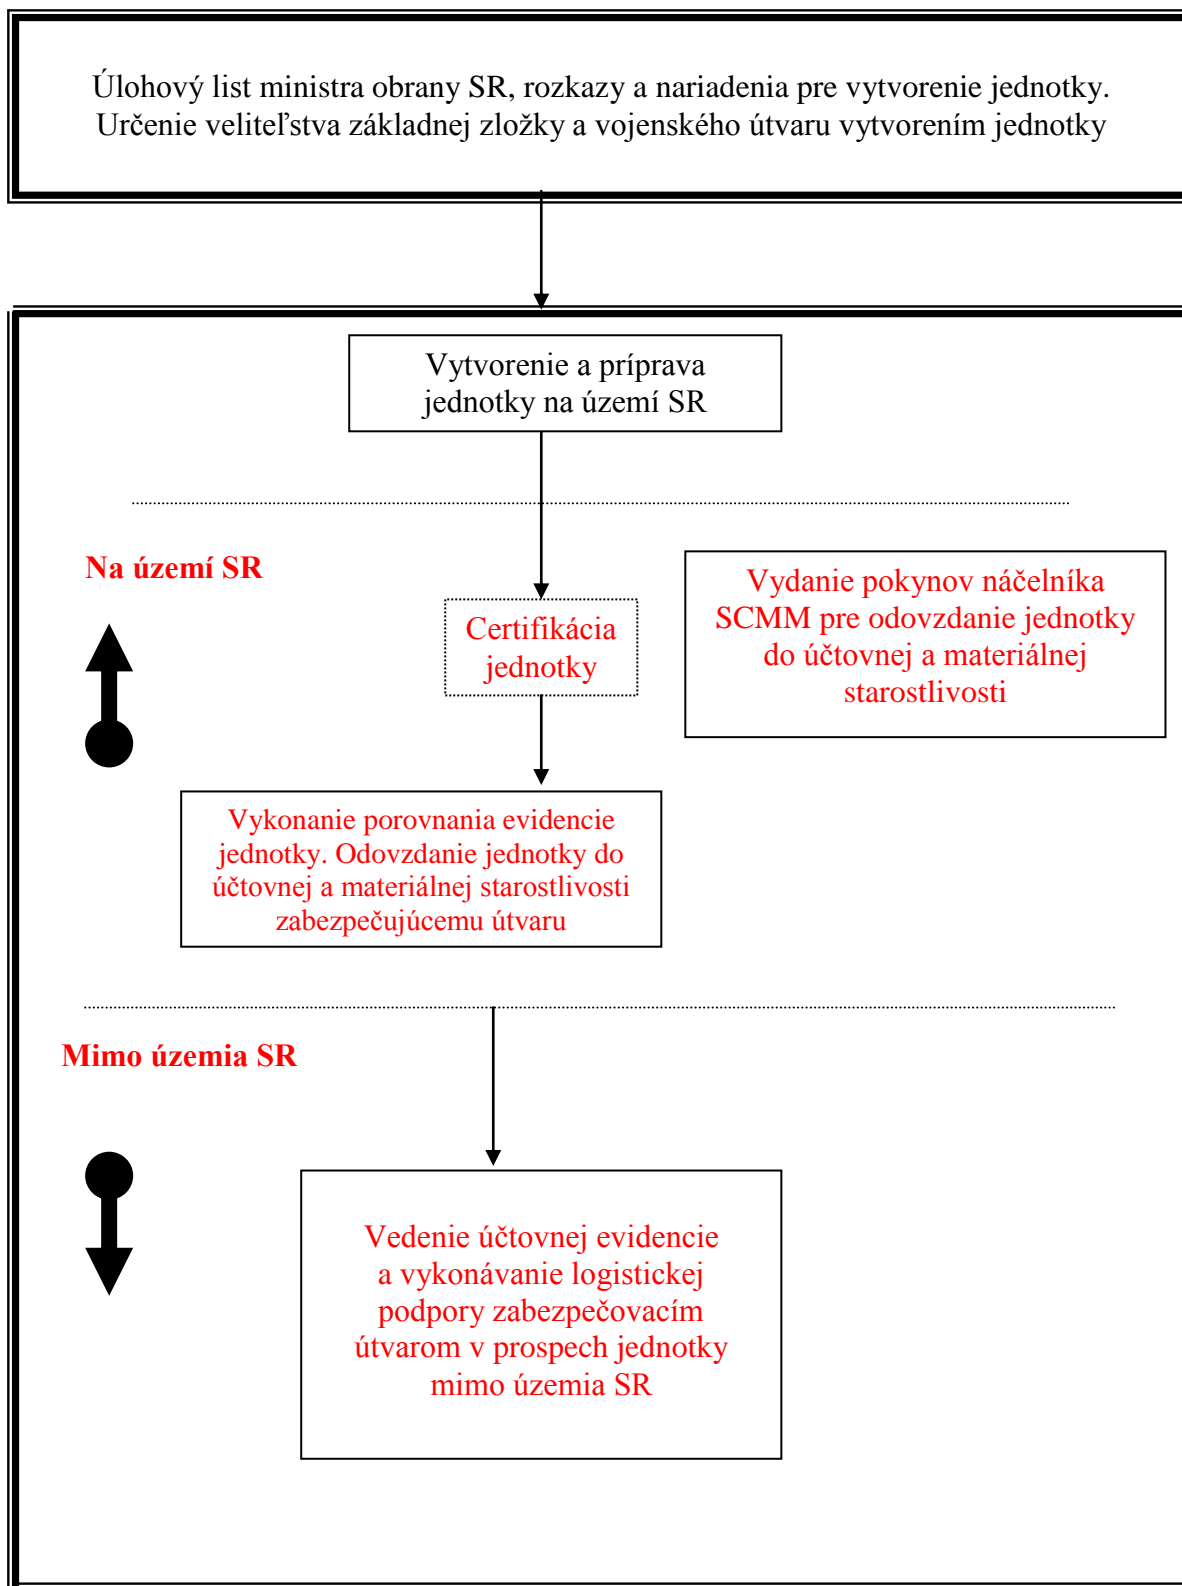 Úlohový list ministra obrany SR, rozkazy a nariadenia pre vytvorenie jednotky.
Určenie veliteľstva základnej zložky a vojenského útvaru vytvorením jednotky
Vytvorenie a príprava
jednotky na území SR
Na území SR
Certifikácia
jednotky
Vydanie pokynov náčelníka
SCMM pre odovzdanie jednotky
do účtovnej a materiálnej
starostlivosti
Vykonanie porovnania evidencie
jednotky. Odovzdanie jednotky do
účtovnej a materiálnej starostlivosti
zabezpečujúcemu útvaru
Mimo územia SR
Vedenie účtovnej evidencie
a vykonávanie logistickej
podpory zabezpečovacím
útvarom v prospech jednotky
mimo územia SR